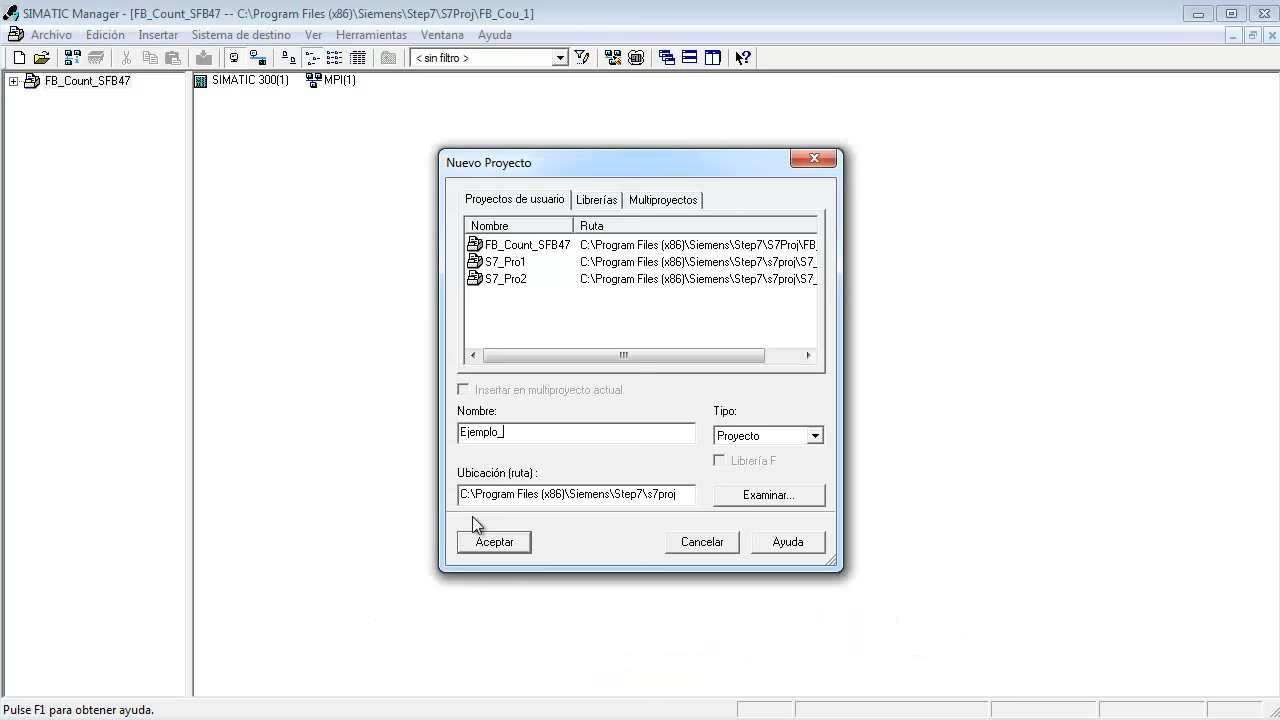 SIMATIC Manager - [FB_Count_SFB47 -- C:\Program Files (x86)\Siemens\Step7\S7Proj\FB_Cou_1]
Archivo Edición Insertar Sistema de destino Ver Herramientas Ventana Ayuda
< sin filtro >
FB_Count_SFB47
SIMATIC 300(1) MPI(1)
Nuevo Proyecto
Proyectos de usuario Librerías Multiproyectos
Nombre Ruta
FB_Count_SFB47 C:\Program Files (x86)\Siemens\Step7\S7Proj\FB_
S7_Pro1 C:\Program Files (x86)\Siemens\Step7\s7proj\S7_
S7_Pro2 C:\Program Files (x86)\Siemens\Step7\s7proj\S7_
Insertar en multiproyecto actual
Nombre: Tipo:
Ejemplo_ Proyecto
Librería F
Ubicación (ruta) :
C:\Program Files (x86)\Siemens\Step7\s7proj Examinar...
Aceptar Cancelar Ayuda
Pulse F1 para obtener ayuda.